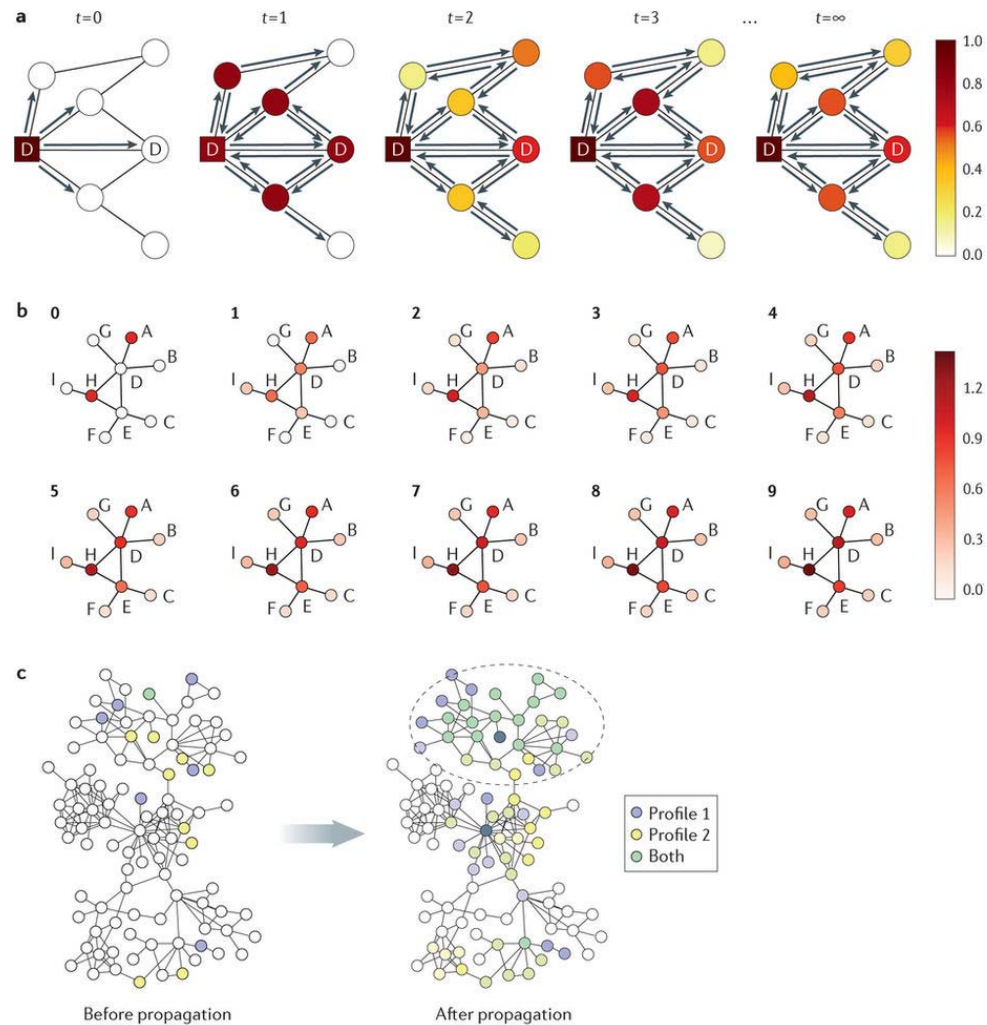 a
t=0 t=1 t=2 t=3 ... t=∞
D D D D D D D D D D
1.0
0.8
0.6
0.4
0.2
0.0
b
0 1 2 3 4
G A G A G A G A G A
B B B B B
I H D I H D I H D I H D I H D
F E C F E C F E C F E C F E C
5 6 7 8 9
G A G A G A G A G A
B B B B B
I H D I H D I H D I H D I H D
F E C F E C F E C F E C F E C
1.2
0.9
0.6
0.3
0.0
c
Profile 1
Profile 2
Both
Before propagation After propagation